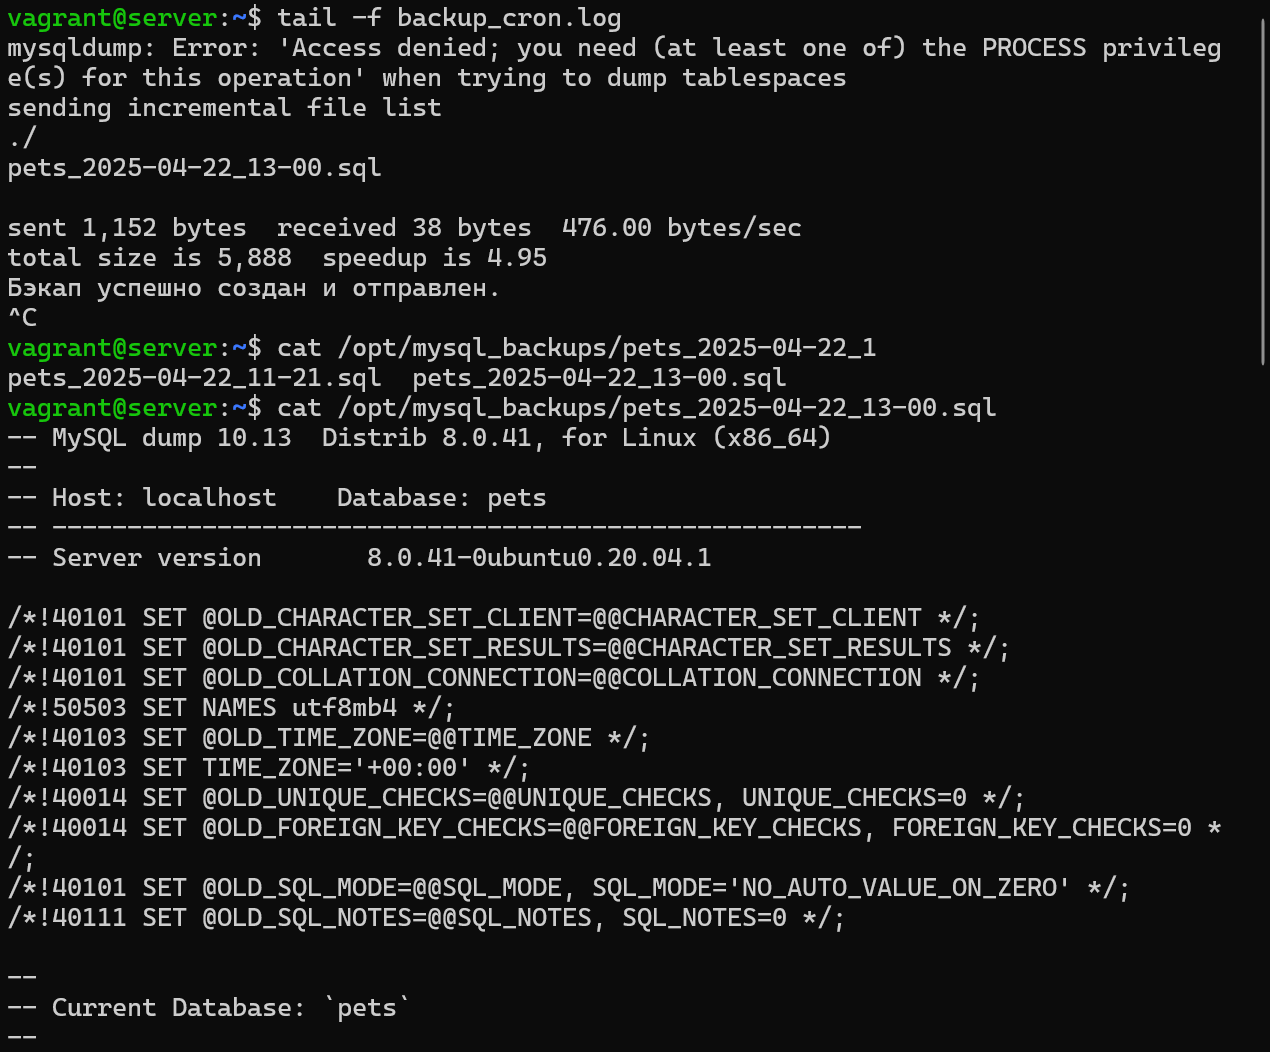 vagrant@server:~$ tail -f backup_cron.log
mysqldump: Error: 'Access denied; you need (at least one of) the PROCESS privileg
e(s) for this operation' when trying to dump tablespaces
sending incremental file list
./
pets_2025-04-22_13-00.sql

sent 1,152 bytes  received 38 bytes  476.00 bytes/sec
total size is 5,888  speedup is 4.95
Бэкап успешно создан и отправлен.
^C
vagrant@server:~$ cat /opt/mysql_backups/pets_2025-04-22_1
pets_2025-04-22_11-21.sql  pets_2025-04-22_13-00.sql
vagrant@server:~$ cat /opt/mysql_backups/pets_2025-04-22_13-00.sql
-- MySQL dump 10.13  Distrib 8.0.41, for Linux (x86_64)
--
-- Host: localhost    Database: pets
-- ------------------------------------------------------
-- Server version       8.0.41-0ubuntu0.20.04.1

/*!40101 SET @OLD_CHARACTER_SET_CLIENT=@@CHARACTER_SET_CLIENT */;
/*!40101 SET @OLD_CHARACTER_SET_RESULTS=@@CHARACTER_SET_RESULTS */;
/*!40101 SET @OLD_COLLATION_CONNECTION=@@COLLATION_CONNECTION */;
/*!50503 SET NAMES utf8mb4 */;
/*!40103 SET @OLD_TIME_ZONE=@@TIME_ZONE */;
/*!40103 SET TIME_ZONE='+00:00' */;
/*!40014 SET @OLD_UNIQUE_CHECKS=@@UNIQUE_CHECKS, UNIQUE_CHECKS=0 */;
/*!40014 SET @OLD_FOREIGN_KEY_CHECKS=@@FOREIGN_KEY_CHECKS, FOREIGN_KEY_CHECKS=0 *
/;
/*!40101 SET @OLD_SQL_MODE=@@SQL_MODE, SQL_MODE='NO_AUTO_VALUE_ON_ZERO' */;
/*!40111 SET @OLD_SQL_NOTES=@@SQL_NOTES, SQL_NOTES=0 */;

--
-- Current Database: `pets`
--